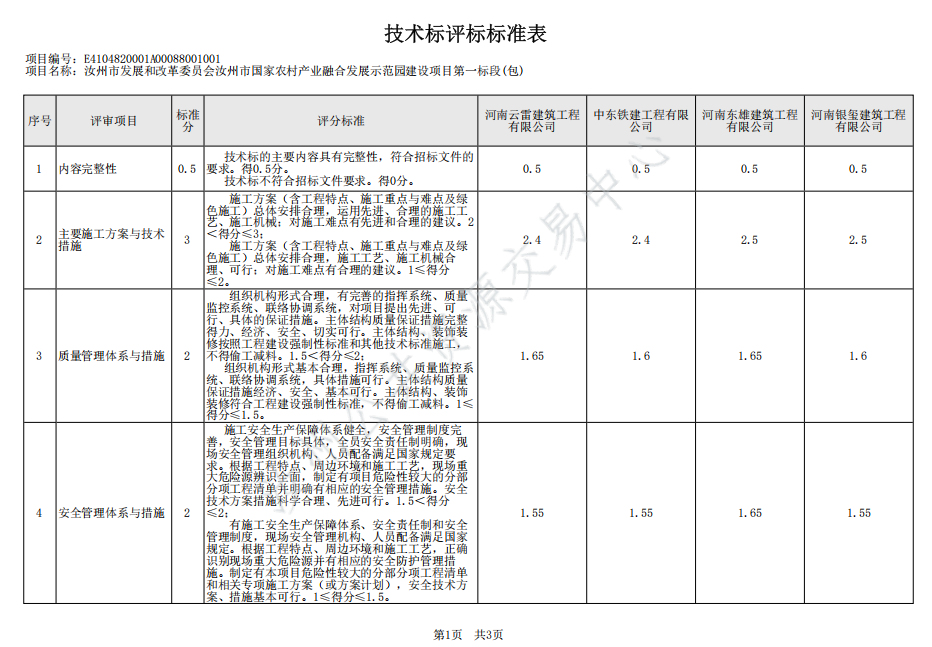 技术标评标标准表
项目编号：E4104820001A00088001001
项目名称：汝州市发展和改革委员会汝州市国家农村产业融合发展示范园建设项目第一标段(包)
序号 评审项目 标准分 评分标准 河南云雷建筑工程有限公司 中东铁建工程有限公司 河南东雄建筑工程有限公司 河南银玺建筑工程有限公司
1 内容完整性 0.5
技术标的主要内容具有完整性，符合招标文件的
要求。得0.5分。
技术标不符合招标文件要求。得0分。
0.5 0.5 0.5 0.5
2 主要施工方案与技术措施 3
施工方案（含工程特点、施工重点与难点及绿
色施工）总体安排合理，运用先进、合理的施工工
艺、施工机械；对施工难点有先进和合理的建议。2
＜得分≤3；
施工方案（含工程特点、施工重点与难点及绿
色施工）总体安排合理，施工工艺、施工机械合
理、可行；对施工难点有合理的建议。1≤得分
≤2。
2.4 2.4 2.5 2.5
3 质量管理体系与措施 2
组织机构形式合理，有完善的指挥系统、质量
监控系统、联络协调系统，对项目提出先进、可
行、具体的保证措施。主体结构质量保证措施完整
得力、经济、安全、切实可行。主体结构、装饰装
修按照工程建设强制性标准和其他技术标准施工，
不得偷工减料。1.5＜得分≤2；
组织机构形式基本合理，指挥系统、质量监控系
统、联络协调系统，具体措施可行。主体结构质量
保证措施经济、安全、基本可行。主体结构、装饰
装修符合工程建设强制性标准，不得偷工减料。1≤
得分≤1.5。
1.65 1.6 1.65 1.6
4 安全管理体系与措施 2
施工安全生产保障体系健全，安全管理制度完
善，安全管理目标具体，全员安全责任制明确，现
场安全管理组织机构、人员配备满足国家规定要
求。根据工程特点、周边环境和施工工艺，现场重
大危险源辨识全面，制定有项目危险性较大的分部
分项工程清单并明确有相应的安全管理措施。安全
技术方案措施科学合理、先进可行。1.5＜得分
≤2；
有施工安全生产保障体系、安全责任制和安全
管理制度，现场安全管理机构、人员配备满足国家
规定。根据工程特点、周边环境和施工工艺，正确
识别现场重大危险源并有相应的安全防护管理措
施。制定有本项目危险性较大的分部分项工程清单
和相关专项施工方案（或方案计划），安全技术方
案、措施基本可行。1≤得分≤1.5。
1.55 1.55 1.65 1.55
第1页 共3页